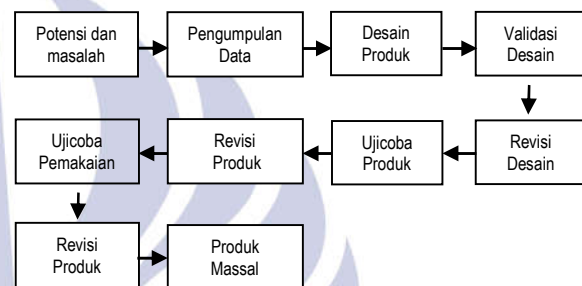 Potensi dan
masalah
Pengumpulan
Data
Desain
Produk
Validasi
Desain
Revisi
Desain
Ujicoba
Produk
Revisi
Produk
Ujicoba
Pemakaian
Revisi
Produk
Produk
Massal